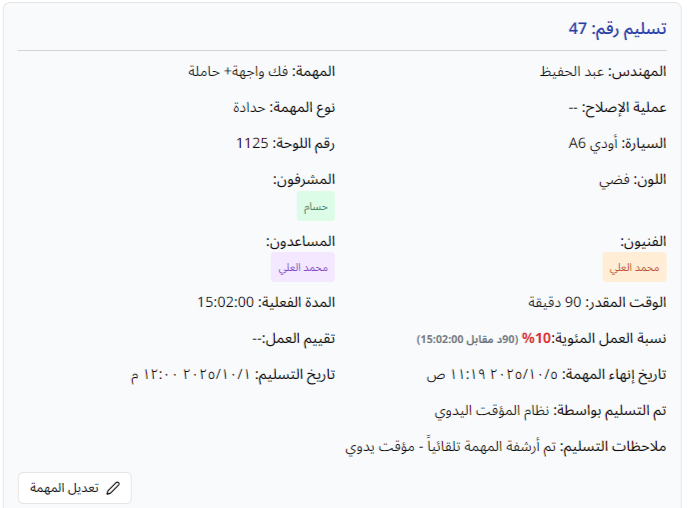 تسليم رقم: 47
المهندس: عبد الحفيظ
المهمة: فك واجهة+ حاملة
عملية الإصلاح: --
نوع المهمة: حدادة
السيارة: أودي A6
رقم اللوحة: 1125
اللون: فضي
المشرفون:
حسام
الفنيون:
محمد العلي
المساعدون:
محمد العلي
الوقت المقدر: 90 دقيقة
المدة الفعلية: 15:02:00
نسبة العمل المئوية:10% (90د مقابل 15:02:00)
تقييم العمل:--
تاريخ إنهاء المهمة: ٢٠٢٥/١٠/٥ ١١:١٩ ص
تاريخ التسليم: ٢٠٢٥/١٠/١ ١٢:٠٠ م
تم التسليم بواسطة: نظام المؤقت اليدوي
ملاحظات التسليم: تم أرشفة المهمة تلقائياً - مؤقت يدوي
تعديل المهمة